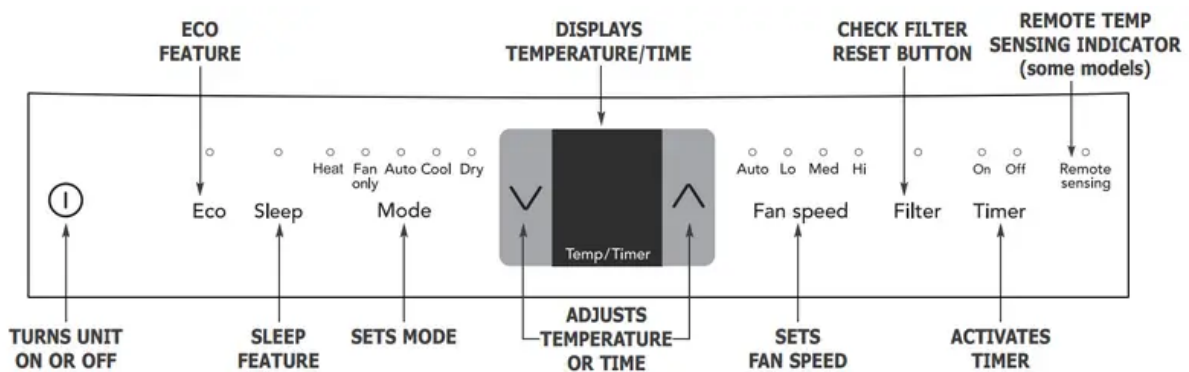 ECO
FEATURE
DISPLAYS
TEMPERATURE/TIME
CHECK FILTER
RESET BUTTON
REMOTE TEMP
SENSING INDICATOR
(some models)
Heat Fan only Auto Cool Dry
Auto Lo Med Hi
On Off
Remote
sensing
Eco Sleep Mode
Fan speed Filter Timer
Temp/Timer
TURNS UNIT
ON OR OFF
SLEEP
FEATURE
SETS MODE
ADJUSTS
TEMPERATURE
OR TIME
SETS
FAN SPEED
ACTIVATES
TIMER